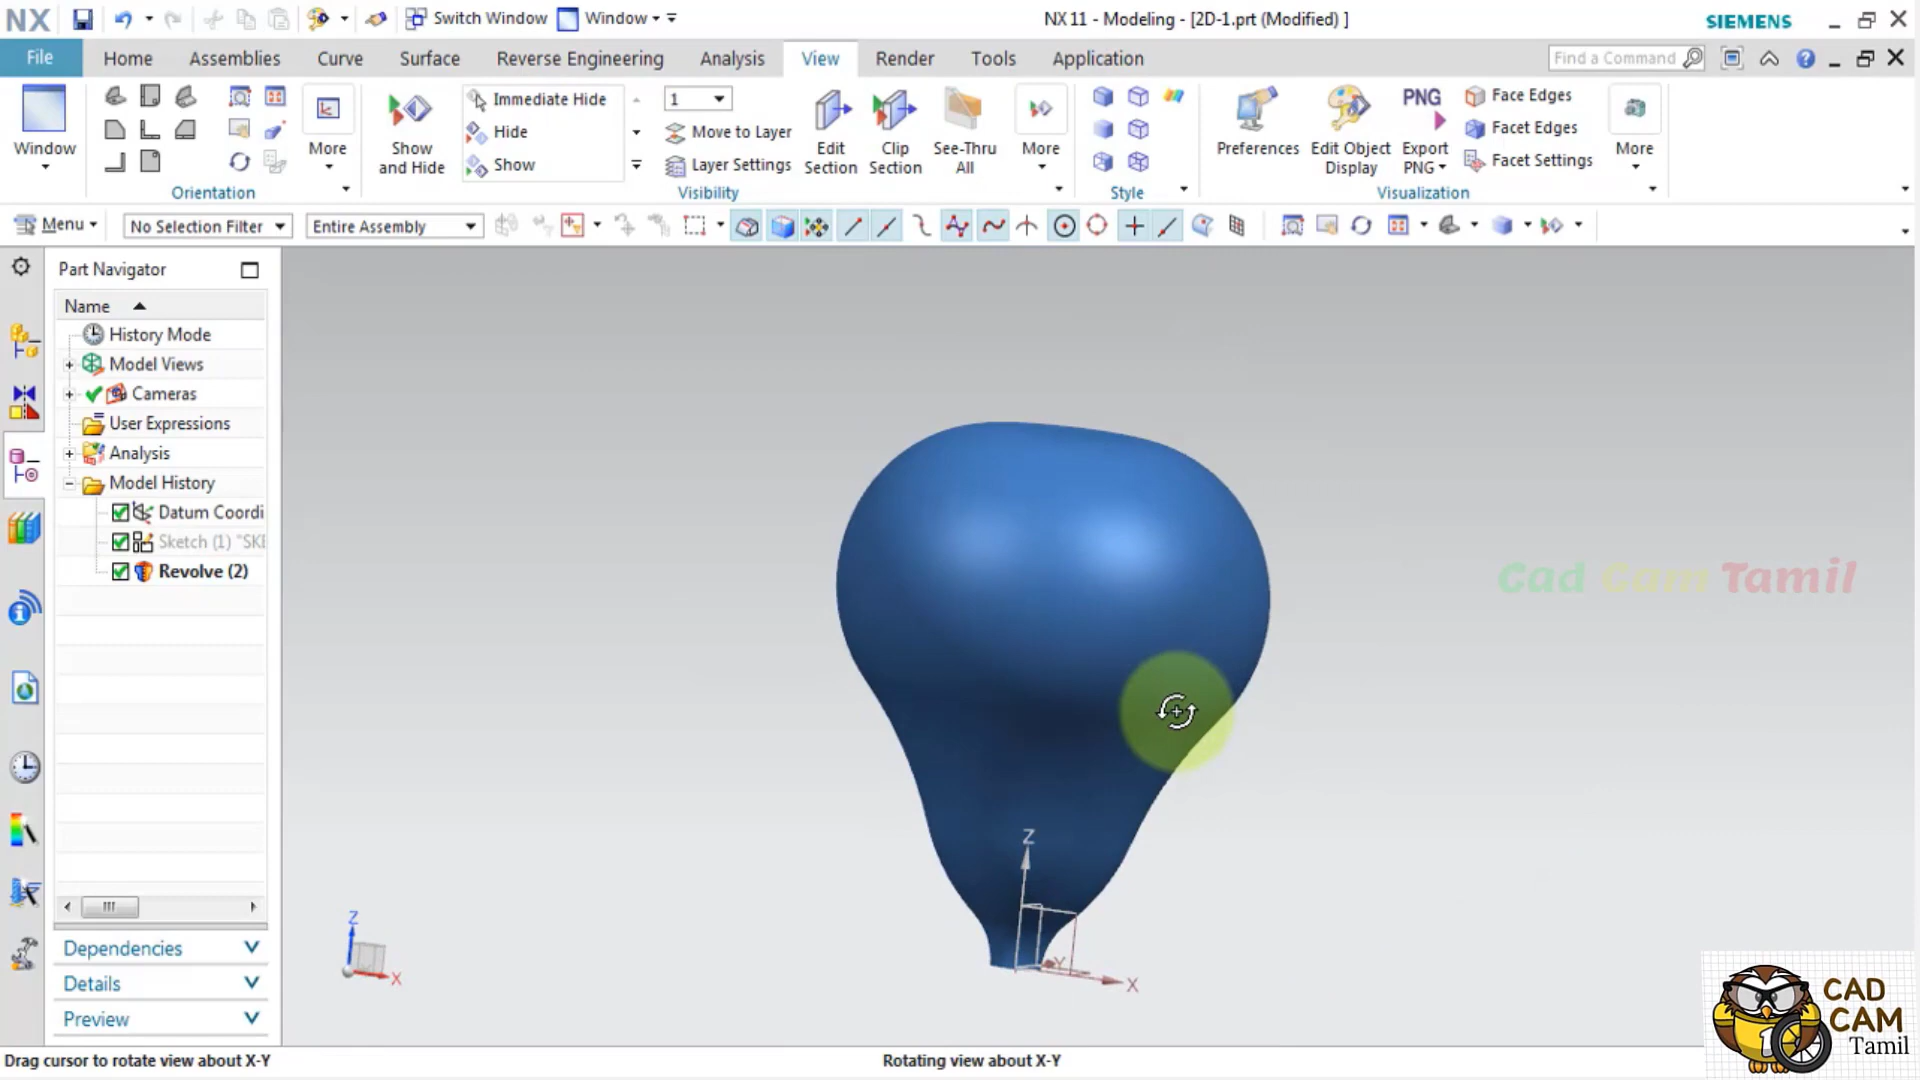 NX Switch Window Window NX 11 - Modeling - [2D-1.prt (Modified) ] SIEMENS
File Home Assemblies Curve Surface Reverse Engineering Analysis View Render Tools Application Find a Command
Window
More
Orientation
Show and Hide
Immediate Hide
Hide
Show
1
Move to Layer
Layer Settings
Edit Section
Clip Section
See-Thru All
More
Visibility
Style
Preferences
Edit Object Display
PNG
Export PNG
Face Edges
Facet Edges
Facet Settings
More
Visualization
Menu No Selection Filter Entire Assembly
Part Navigator
Name
History Mode
Model Views
Cameras
User Expressions
Analysis
Model History
Datum Coordi
Sketch (1) "SKE
Revolve (2)
Dependencies
Details
Preview
Z
X
Z
Y
X
Cad Cam Tamil
CAD
CAM
Tamil
Drag cursor to rotate view about X-Y
Rotating view about X-Y